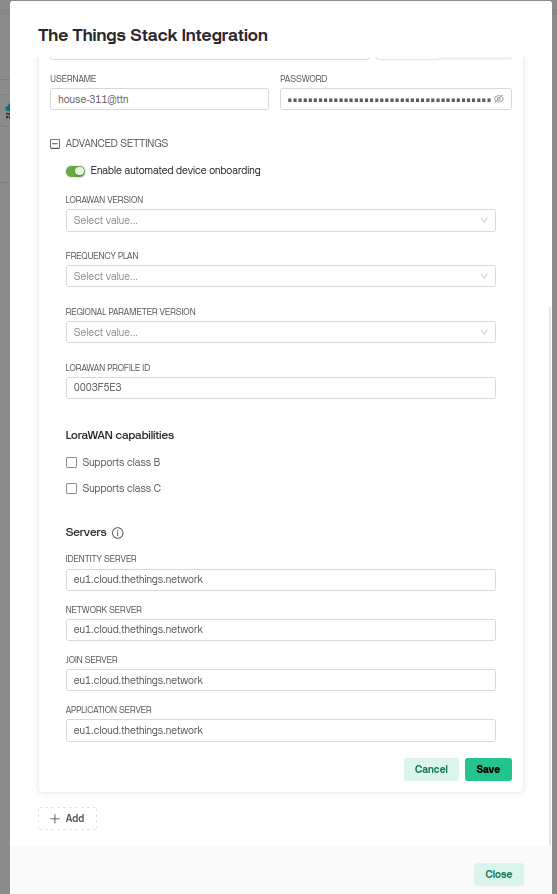 The Things Stack Integration
USERNAME PASSWORD
house-311@ttn
ADVANCED SETTINGS
Enable automated device onboarding
LORAWAN VERSION
Select value...
FREQUENCY PLAN
Select value...
REGIONAL PARAMETER VERSION
Select value...
LORAWAN PROFILE ID
0003F5E3
LoraWAN capabilities
Supports class B
Supports class C
Servers
IDENTITY SERVER
eu1.cloud.thethings.network
NETWORK SERVER
eu1.cloud.thethings.network
JOIN SERVER
eu1.cloud.thethings.network
APPLICATION SERVER
eu1.cloud.thethings.network
Cancel Save
Add
Close